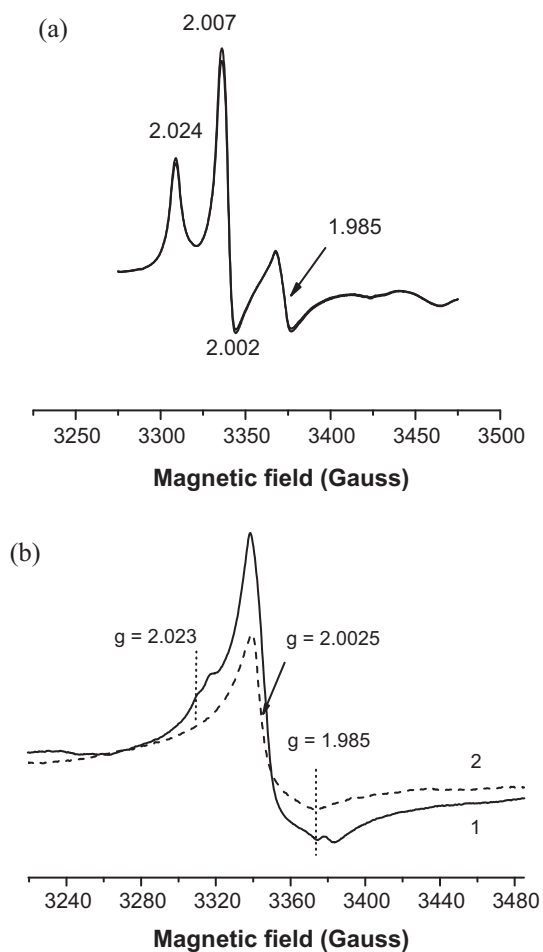 (a)
2.007
2.024
1.985
2.002
3250 3300 3350 3400 3450 3500
Magnetic field (Gauss)
(b)
g = 2.023
g = 2.0025
g = 1.985
2
1
3240 3280 3320 3360 3400 3440 3480
Magnetic field (Gauss)